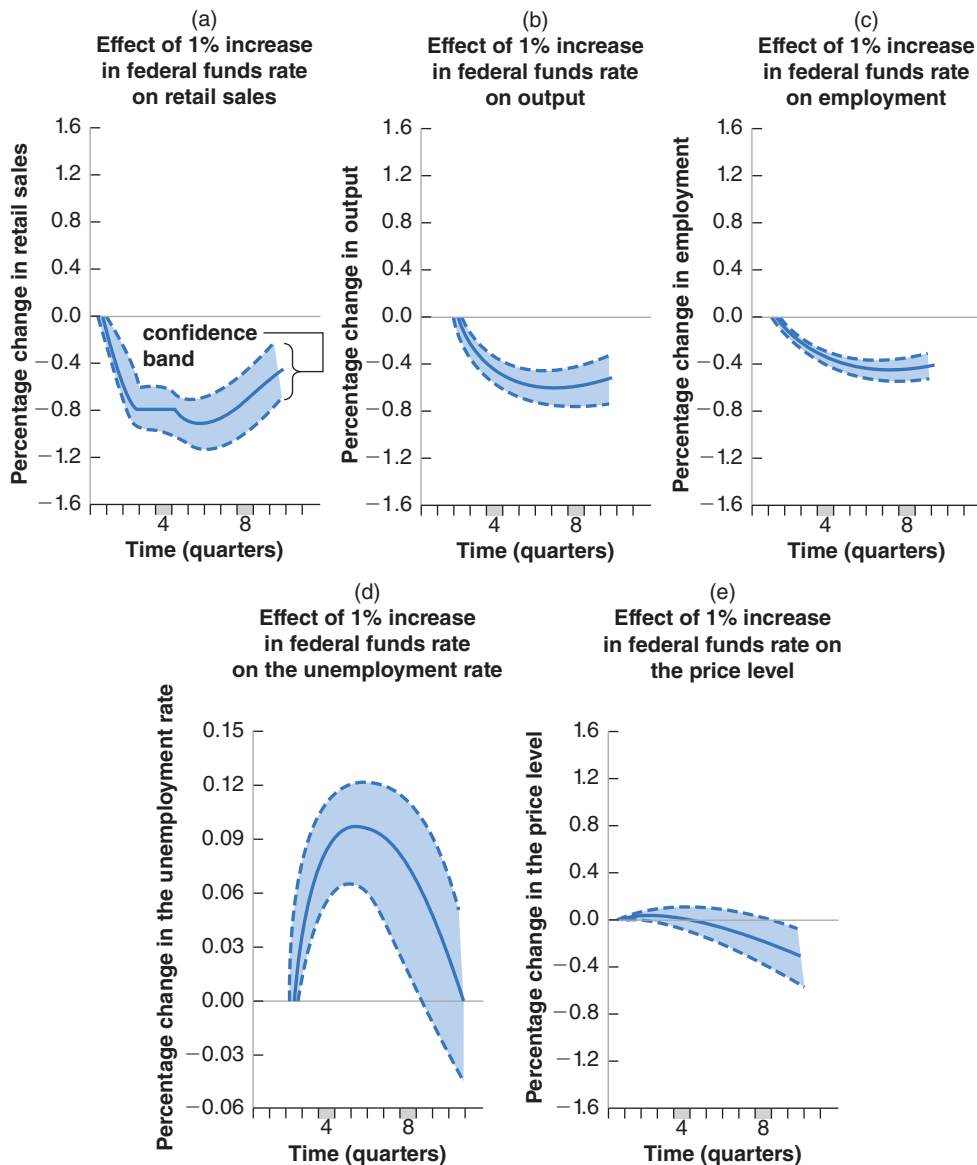 (a)
Effect of 1% increase
in federal funds rate
on retail sales
Percentage change in retail sales
1.6
1.2
0.8
0.4
0.0
−0.4
−0.8
−1.2
−1.6
confidence
band
4
8
Time (quarters)
(b)
Effect of 1% increase
in federal funds rate
on output
Percentage change in output
1.6
1.2
0.8
0.4
0.0
−0.4
−0.8
−1.2
−1.6
4
8
Time (quarters)
(c)
Effect of 1% increase
in federal funds rate
on employment
Percentage change in employment
1.6
1.2
0.8
0.4
0.0
−0.4
−0.8
−1.2
−1.6
4
8
Time (quarters)
(d)
Effect of 1% increase
in federal funds rate
on the unemployment rate
Percentage change in the unemployment rate
0.15
0.12
0.09
0.06
0.03
0.00
−0.03
−0.06
4
8
Time (quarters)
(e)
Effect of 1% increase
in federal funds rate on
the price level
Percentage change in the price level
1.6
1.2
0.8
0.4
0.0
−0.4
−0.8
−1.2
−1.6
4
8
Time (quarters)